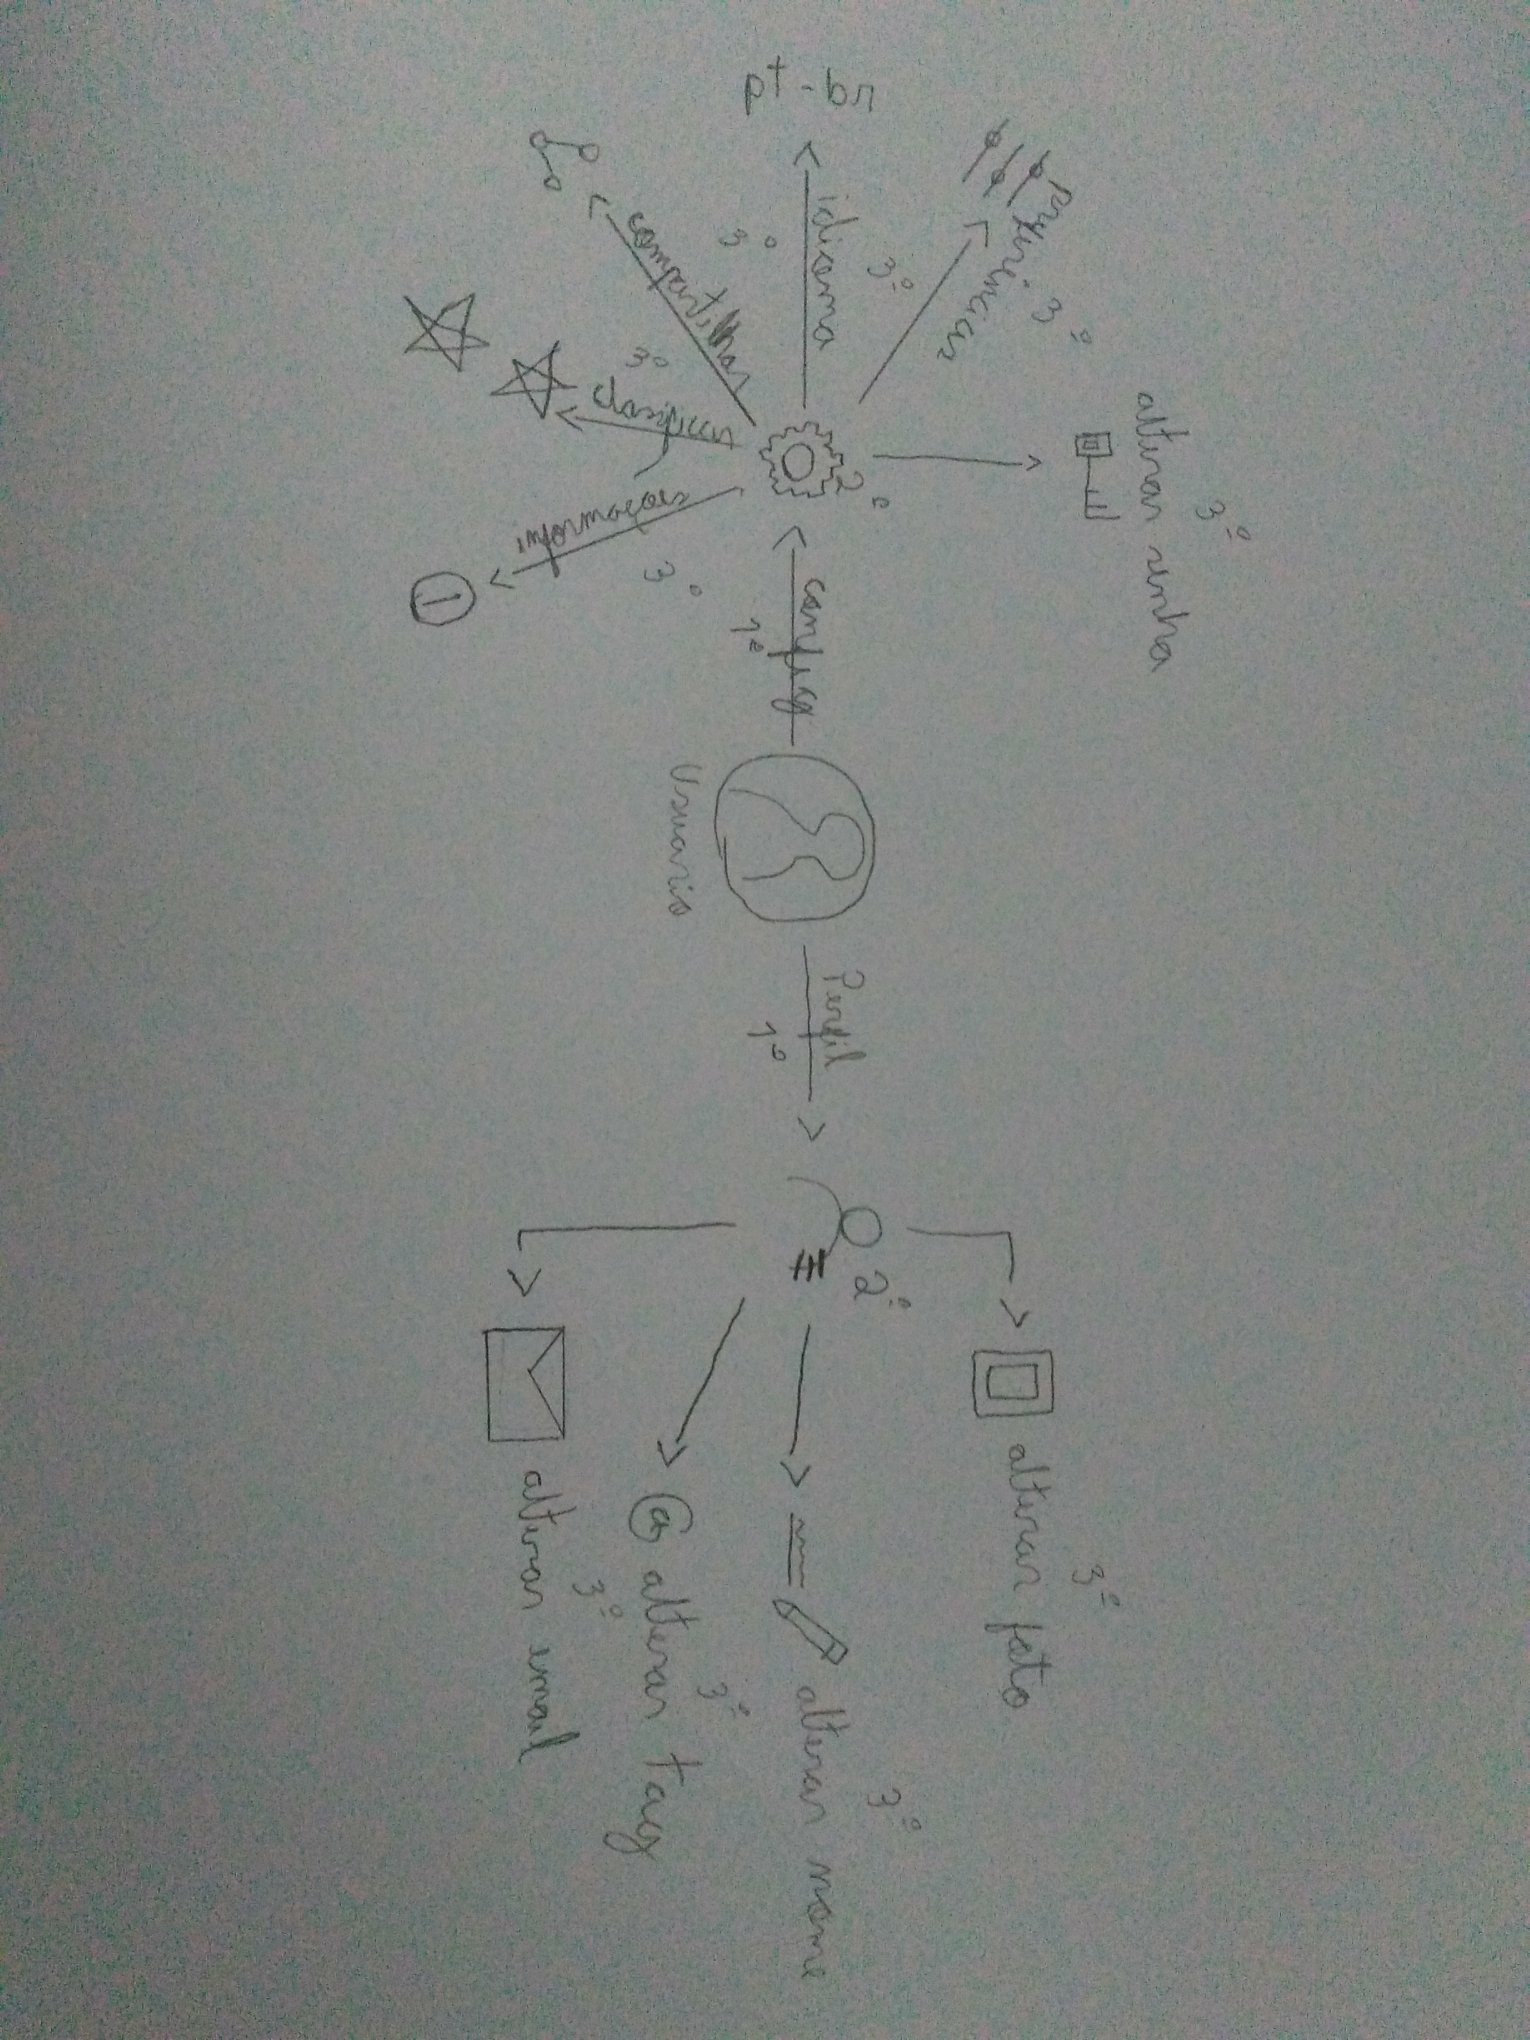 3º
alterar senha
3º
preferências
3º
idioma
pt-br
3º
compartilhar
3º
classificar
3º
informações
2º
config
1º
Usuario
Perfil
1º
2º
3º
alterar foto
3º
alterar nome
3º
@ alterar tag
3º
alterar email